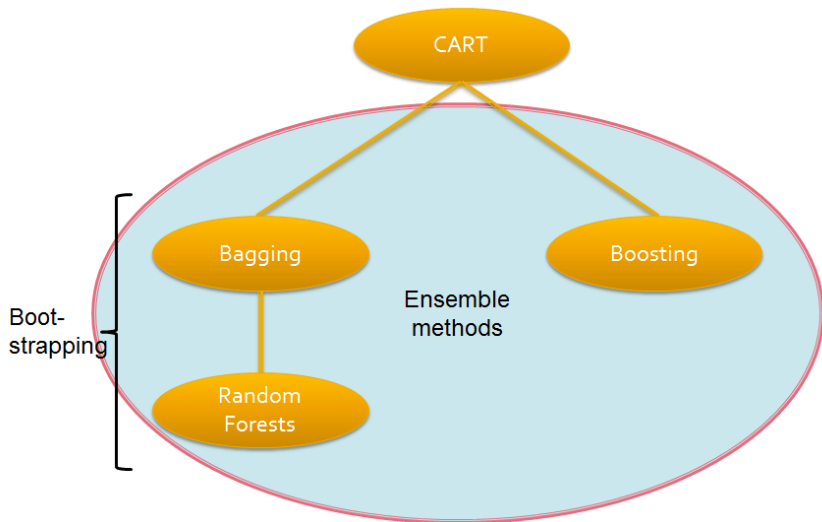 CART
Bagging
Boosting
Ensemble
methods
Boot-
strapping
Random
Forests